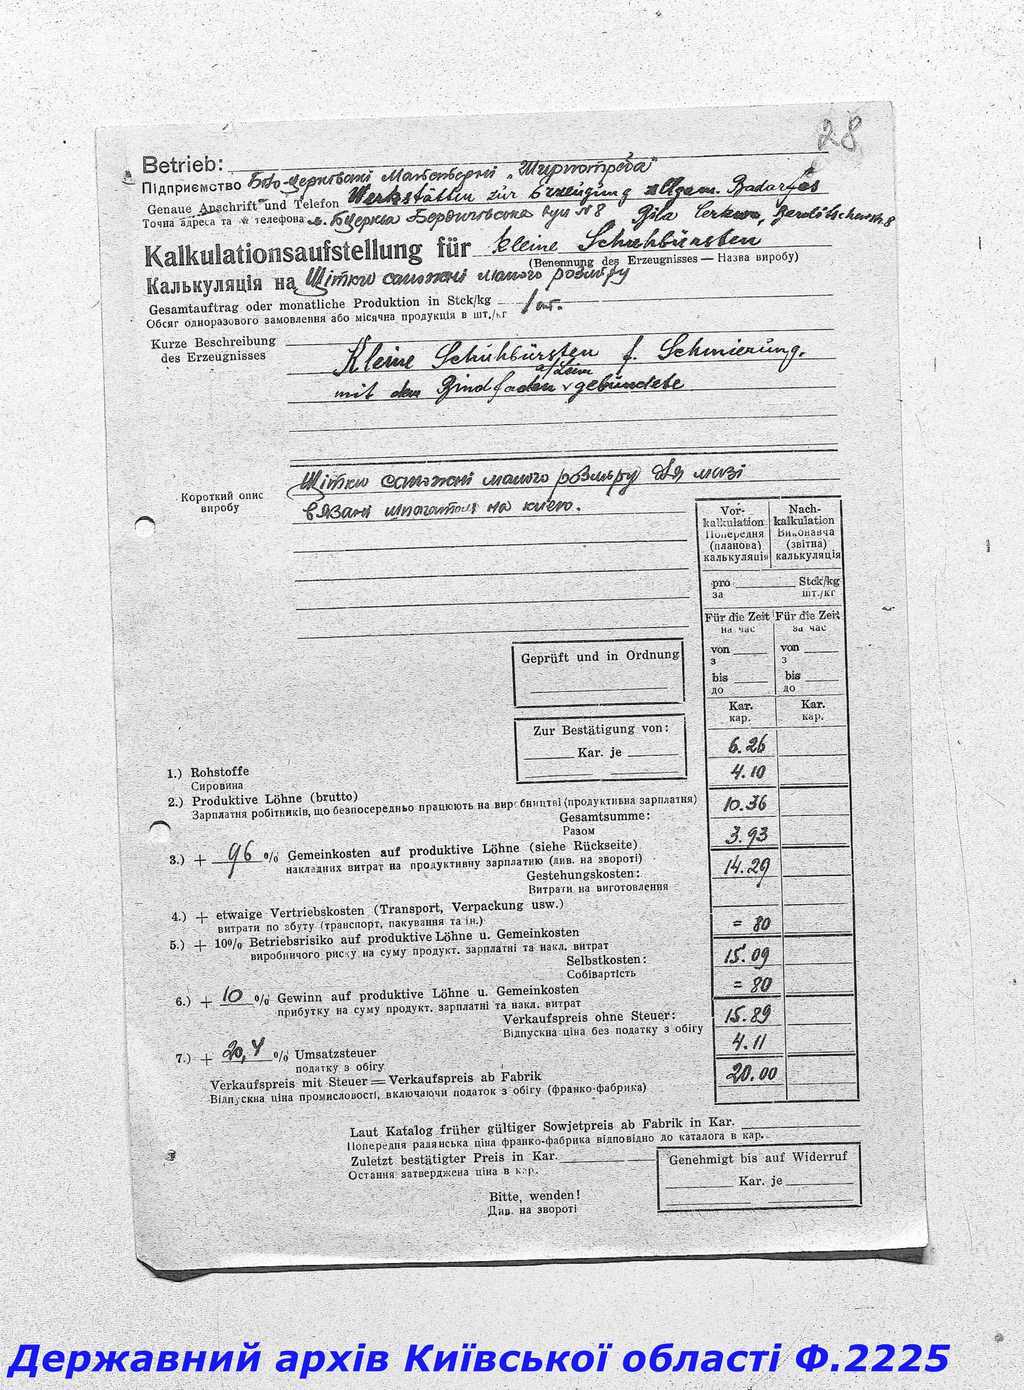 28
Betrieb:
Підприємство Біло-Церківські Майстерні „Ширпотреба"
Genaue Anschrift und Telefon Werkstätten zur Erzeugung allgem. Bedarfes
Точна адреса та № телефона м. БЦерква Бердичівська вул №8 Bila Cerkwa, Berditschewstr. 8
Kalkulationsaufstellung für kleine Schuhbürsten
(Benennung des Erzeugnisses — Назва виробу)
Калькуляція на Щітки сапожні малого розміру
Gesamtauftrag oder monatliche Produktion in Stck/kg 1 шт.
Обсяг одноразового замовлення або місячна продукція в шт./кг
Kurze Beschreibung
des Erzeugnisses
Kleine Schuhbürsten f. Schmierung.
mit dem Bindfaden a/Leim gebundete
Короткий опис
виробу
Щітки сапожні малого розміру для мазі
вязані шпагатом на клею.
Vor-
kalkulation
Попередня
(планова)
калькуляція
Nach-
kalkulation
Виконавча
(звітна)
калькуляція
pro Stck/kg
за шт./кг
Für die Zeit Für die Zeit
на час за час
von von
з з
bis bis
до до
Kar. Kar.
кар. кар.
Geprüft und in Ordnung
Zur Bestätigung von:
Kar. je
1.) Rohstoffe 6.26
Сировина
2.) Produktive Löhne (brutto) 4.10
Зарплатня робітників, що безпосередньо працюють на виробництві (продуктивна зарплатня)
Gesamtsumme: 10.36
Разом
3.) + 96 % Gemeinkosten auf produktive Löhne (siehe Rückseite) 3.93
накладних витрат на продуктивну зарплатню (див. на звороті)
Gestehungskosten: 14.29
Витрати на виготовлення
4.) + etwaige Vertriebskosten (Transport, Verpackung usw.)
витрати по збуту (транспорт, пакування та ін.)
5.) + 10% Betriebsrisiko auf produktive Löhne u. Gemeinkosten = 80
виробничого риску на суму продукт. зарплатні та накл. витрат
Selbstkosten: 15.09
Собівартість
6.) + 10 % Gewinn auf produktive Löhne u. Gemeinkosten = 80
прибутку на суму продукт. зарплатні та накл. витрат
Verkaufspreis ohne Steuer: 15.89
Відпускна ціна без податку з обігу
7.) + 20,4 % Umsatzsteuer 4.11
податку з обігу
Verkaufspreis mit Steuer = Verkaufspreis ab Fabrik 20.00
Відпускна ціна промисловості, включаючи податок з обігу (франко-фабрика)
Laut Katalog früher gültiger Sowjetpreis ab Fabrik in Kar.
Попередня радянська ціна франко-фабрика відповідно до каталога в кар.
Zuletzt bestätigter Preis in Kar.
Остання затверджена ціна в кар.
Genehmigt bis auf Widerruf
Kar. je
Bitte, wenden!
Див. на звороті
Державний архів Київської області Ф.2225